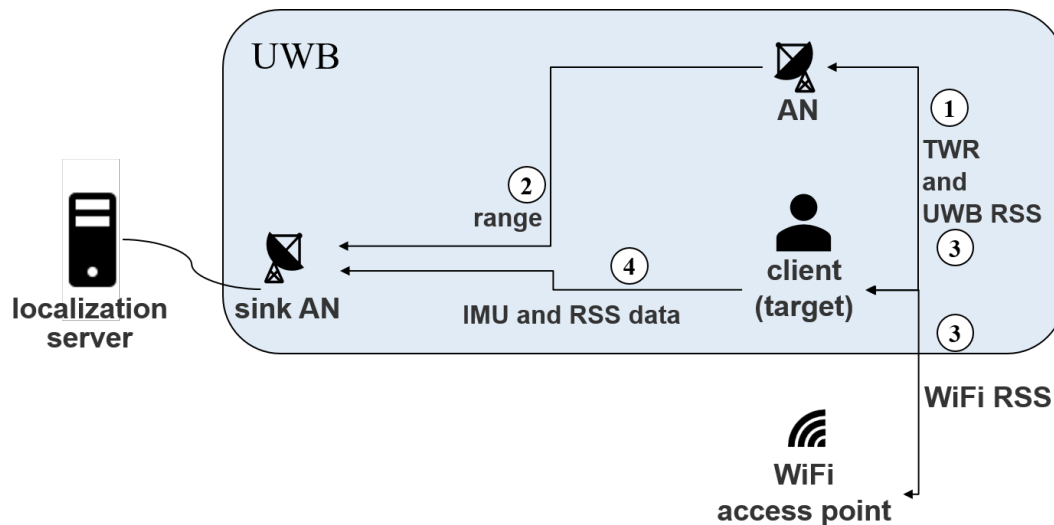 UWB
AN
1
TWR
and
UWB RSS
2
range
3
client
(target)
4
sink AN
IMU and RSS data
localization
server
3
WiFi RSS
WiFi
access point